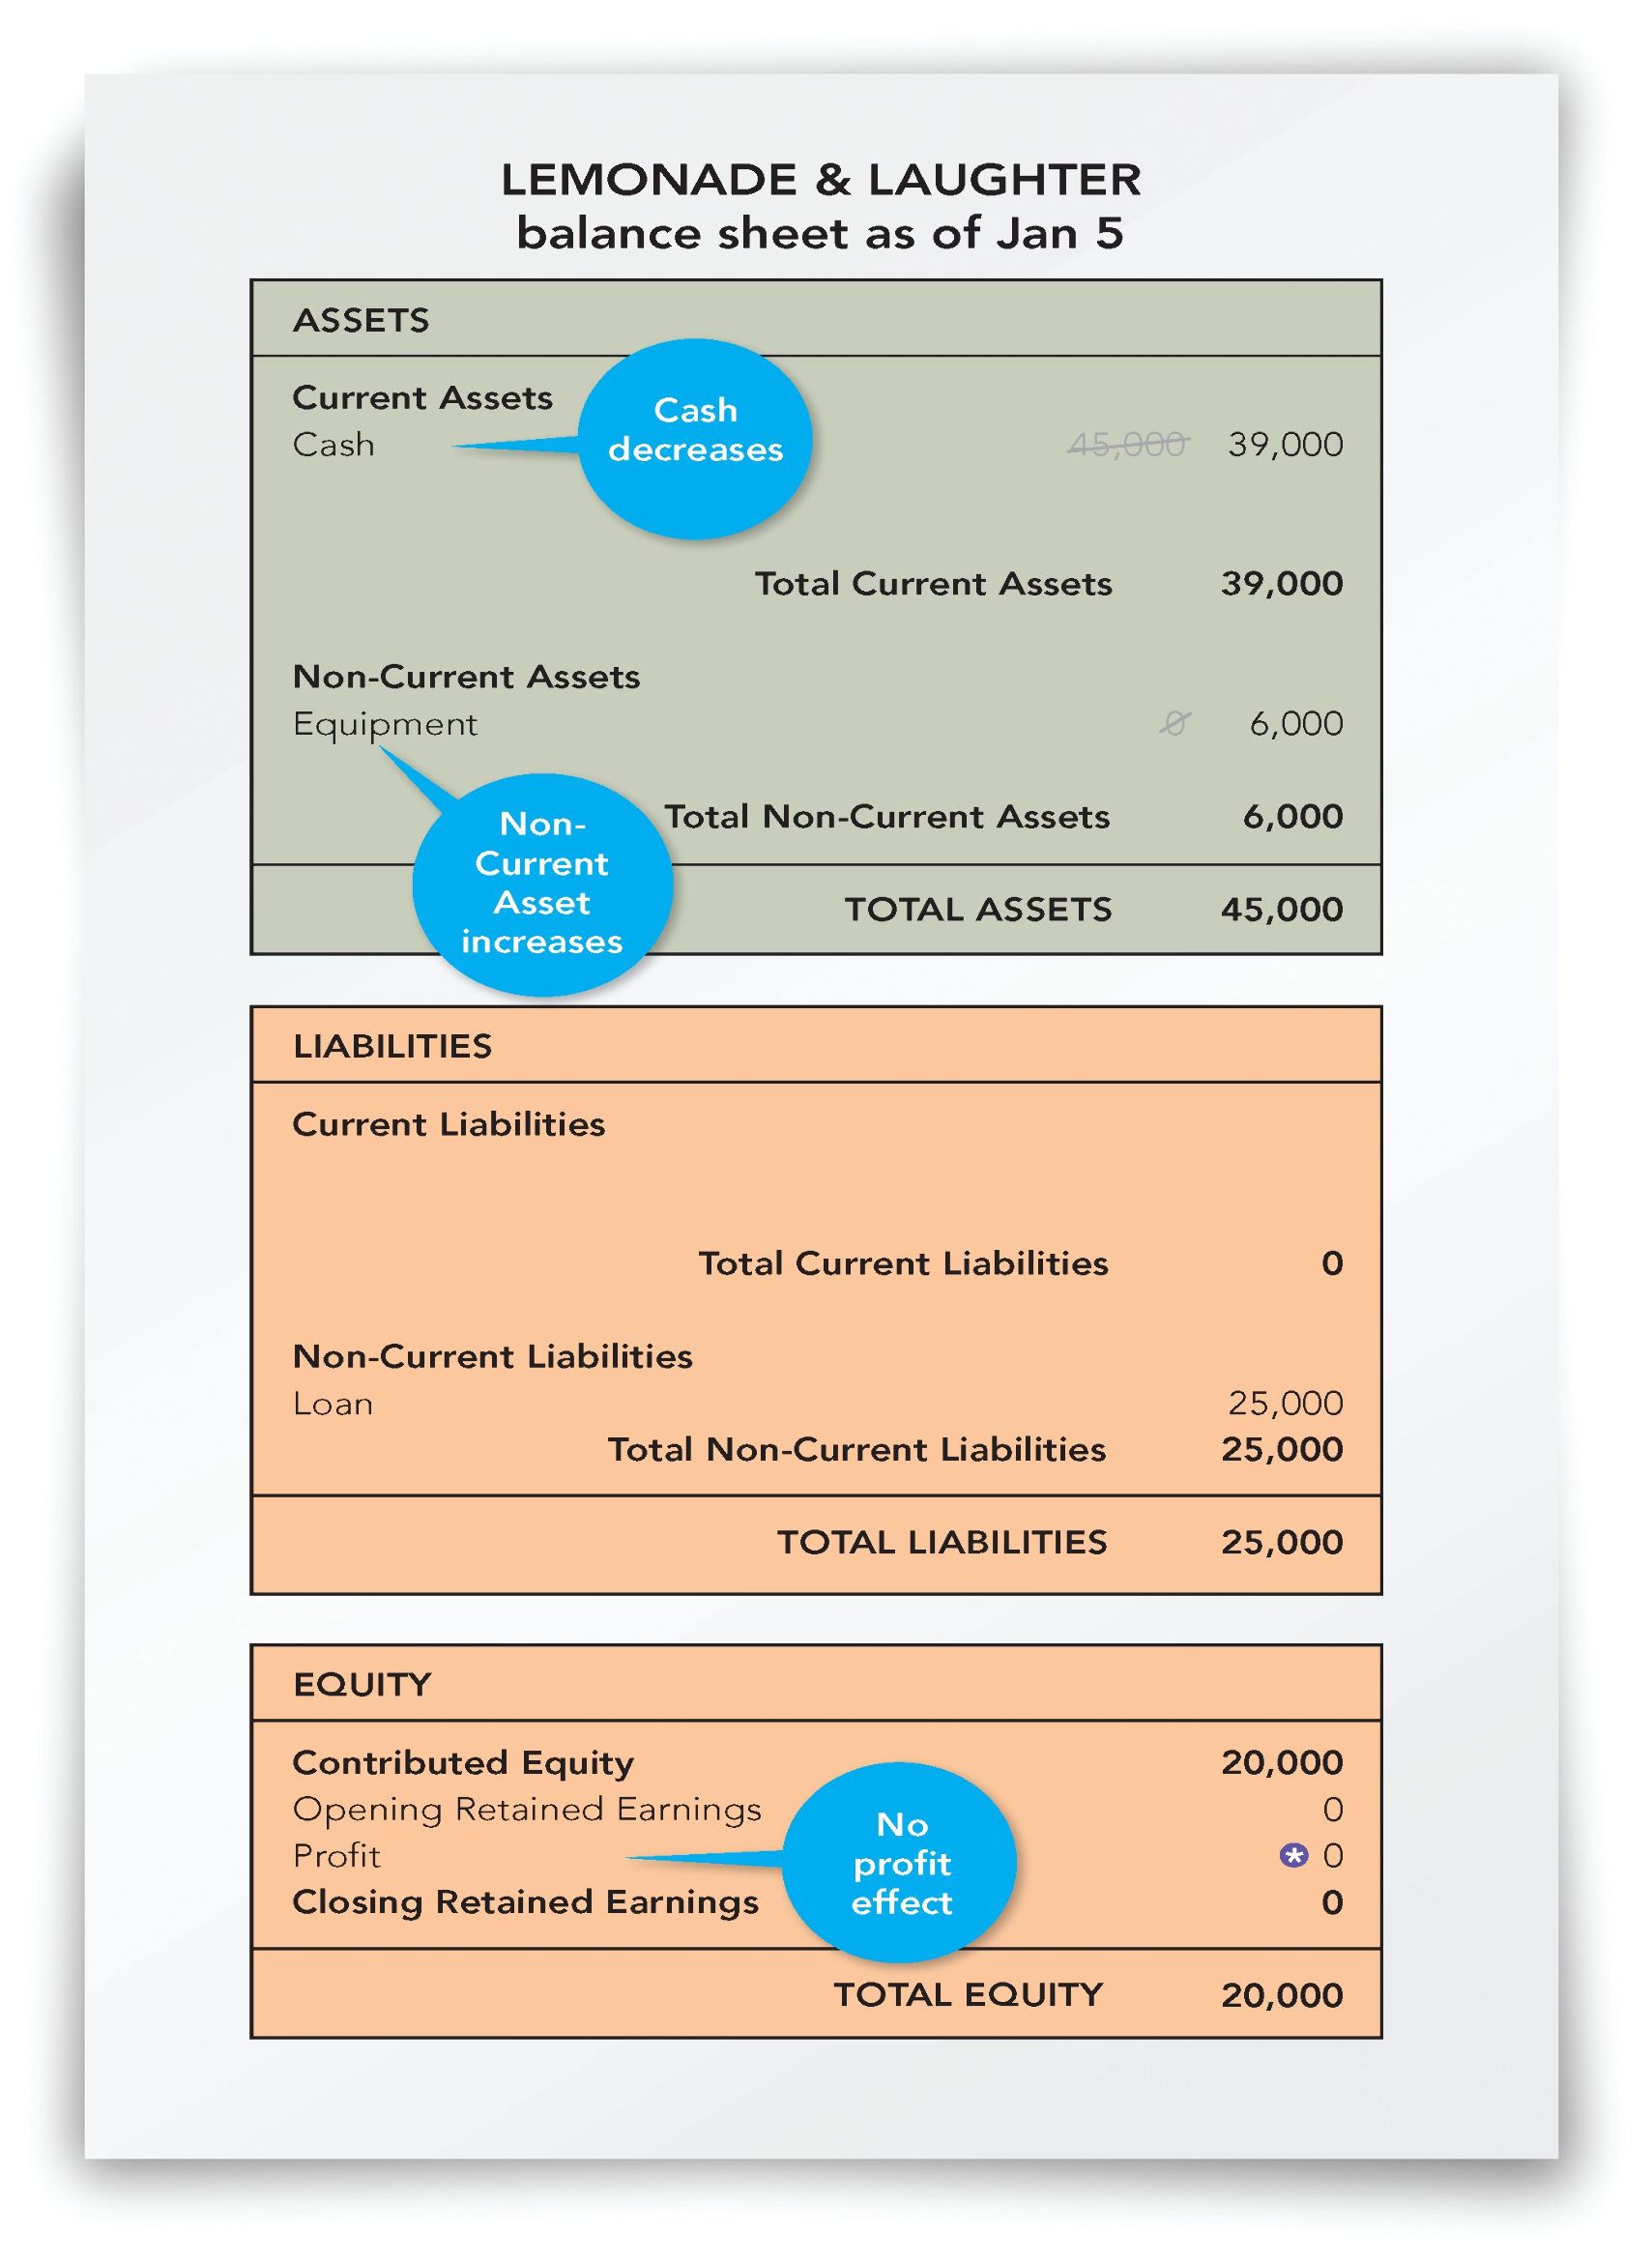 LEMONADE & LAUGHTER
balance sheet as of Jan 5
ASSETS
Current Assets
Cash 45,000 39,000
Cash
decreases
Total Current Assets 39,000
Non-Current Assets
Equipment 0 6,000
Non-
Current
Asset
increases
Total Non-Current Assets 6,000
TOTAL ASSETS 45,000
LIABILITIES
Current Liabilities
Total Current Liabilities 0
Non-Current Liabilities
Loan 25,000
Total Non-Current Liabilities 25,000
TOTAL LIABILITIES 25,000
EQUITY
Contributed Equity 20,000
Opening Retained Earnings 0
Profit * 0
No
profit
effect
Closing Retained Earnings 0
TOTAL EQUITY 20,000